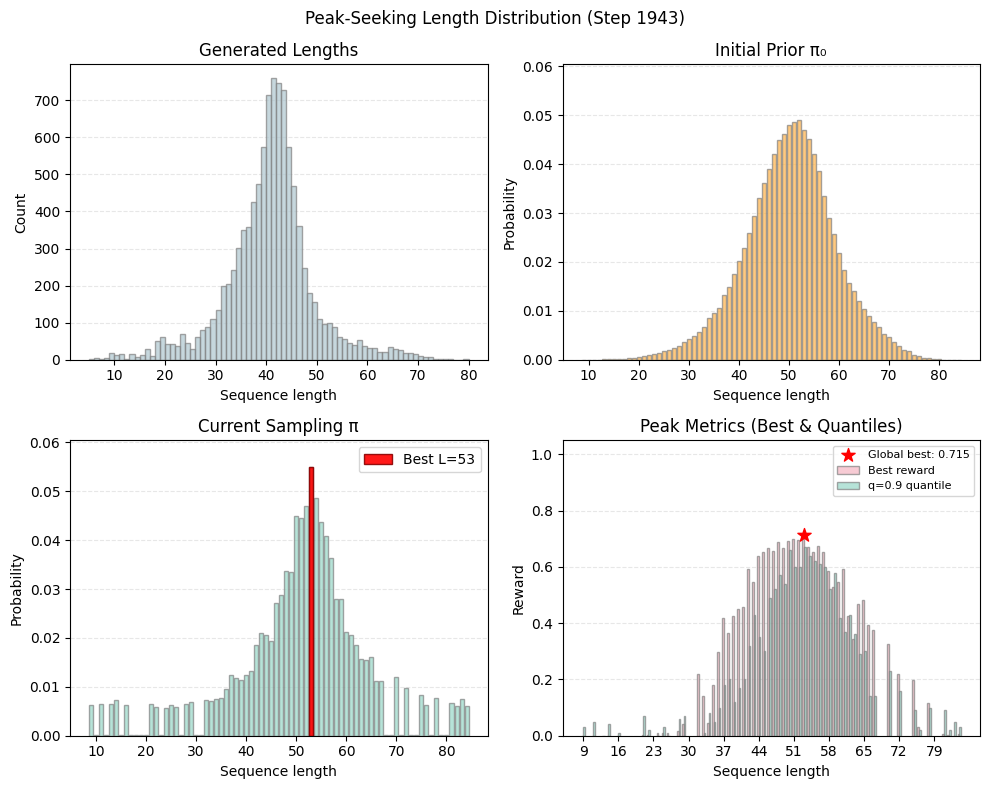 Peak-Seeking Length Distribution (Step 1943)
Generated Lengths
Count
700
600
500
400
300
200
100
0
10 20 30 40 50 60 70 80
Sequence length
Initial Prior π₀
Probability
0.06
0.05
0.04
0.03
0.02
0.01
0.00
10 20 30 40 50 60 70 80
Sequence length
Current Sampling π
Best L=53
Probability
0.06
0.05
0.04
0.03
0.02
0.01
0.00
10 20 30 40 50 60 70 80
Sequence length
Peak Metrics (Best & Quantiles)
Global best: 0.715
Best reward
q=0.9 quantile
Reward
1.0
0.8
0.6
0.4
0.2
0.0
9 16 23 30 37 44 51 58 65 72 79
Sequence length